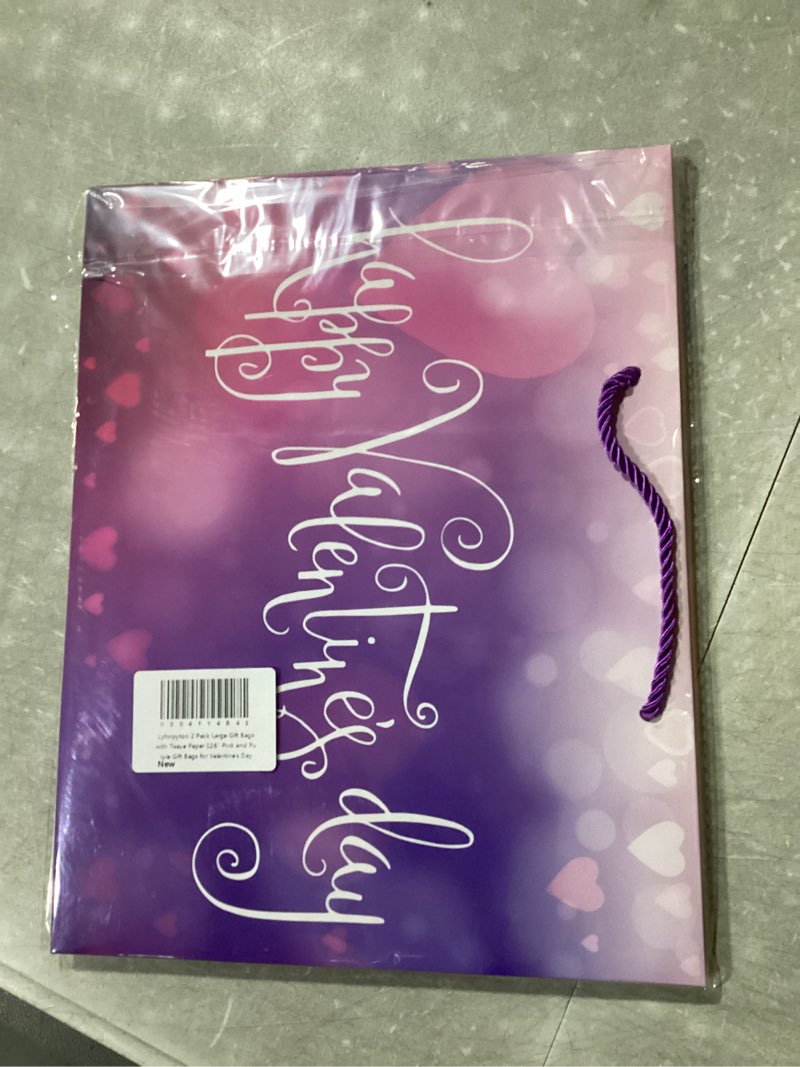 happy
Valentine's
day
Lyforpyton 2 Pack Large Gift Bags
with Tissue Paper 12.6" Pink and Pu
rple Gift Bags for Valentine's Day
New